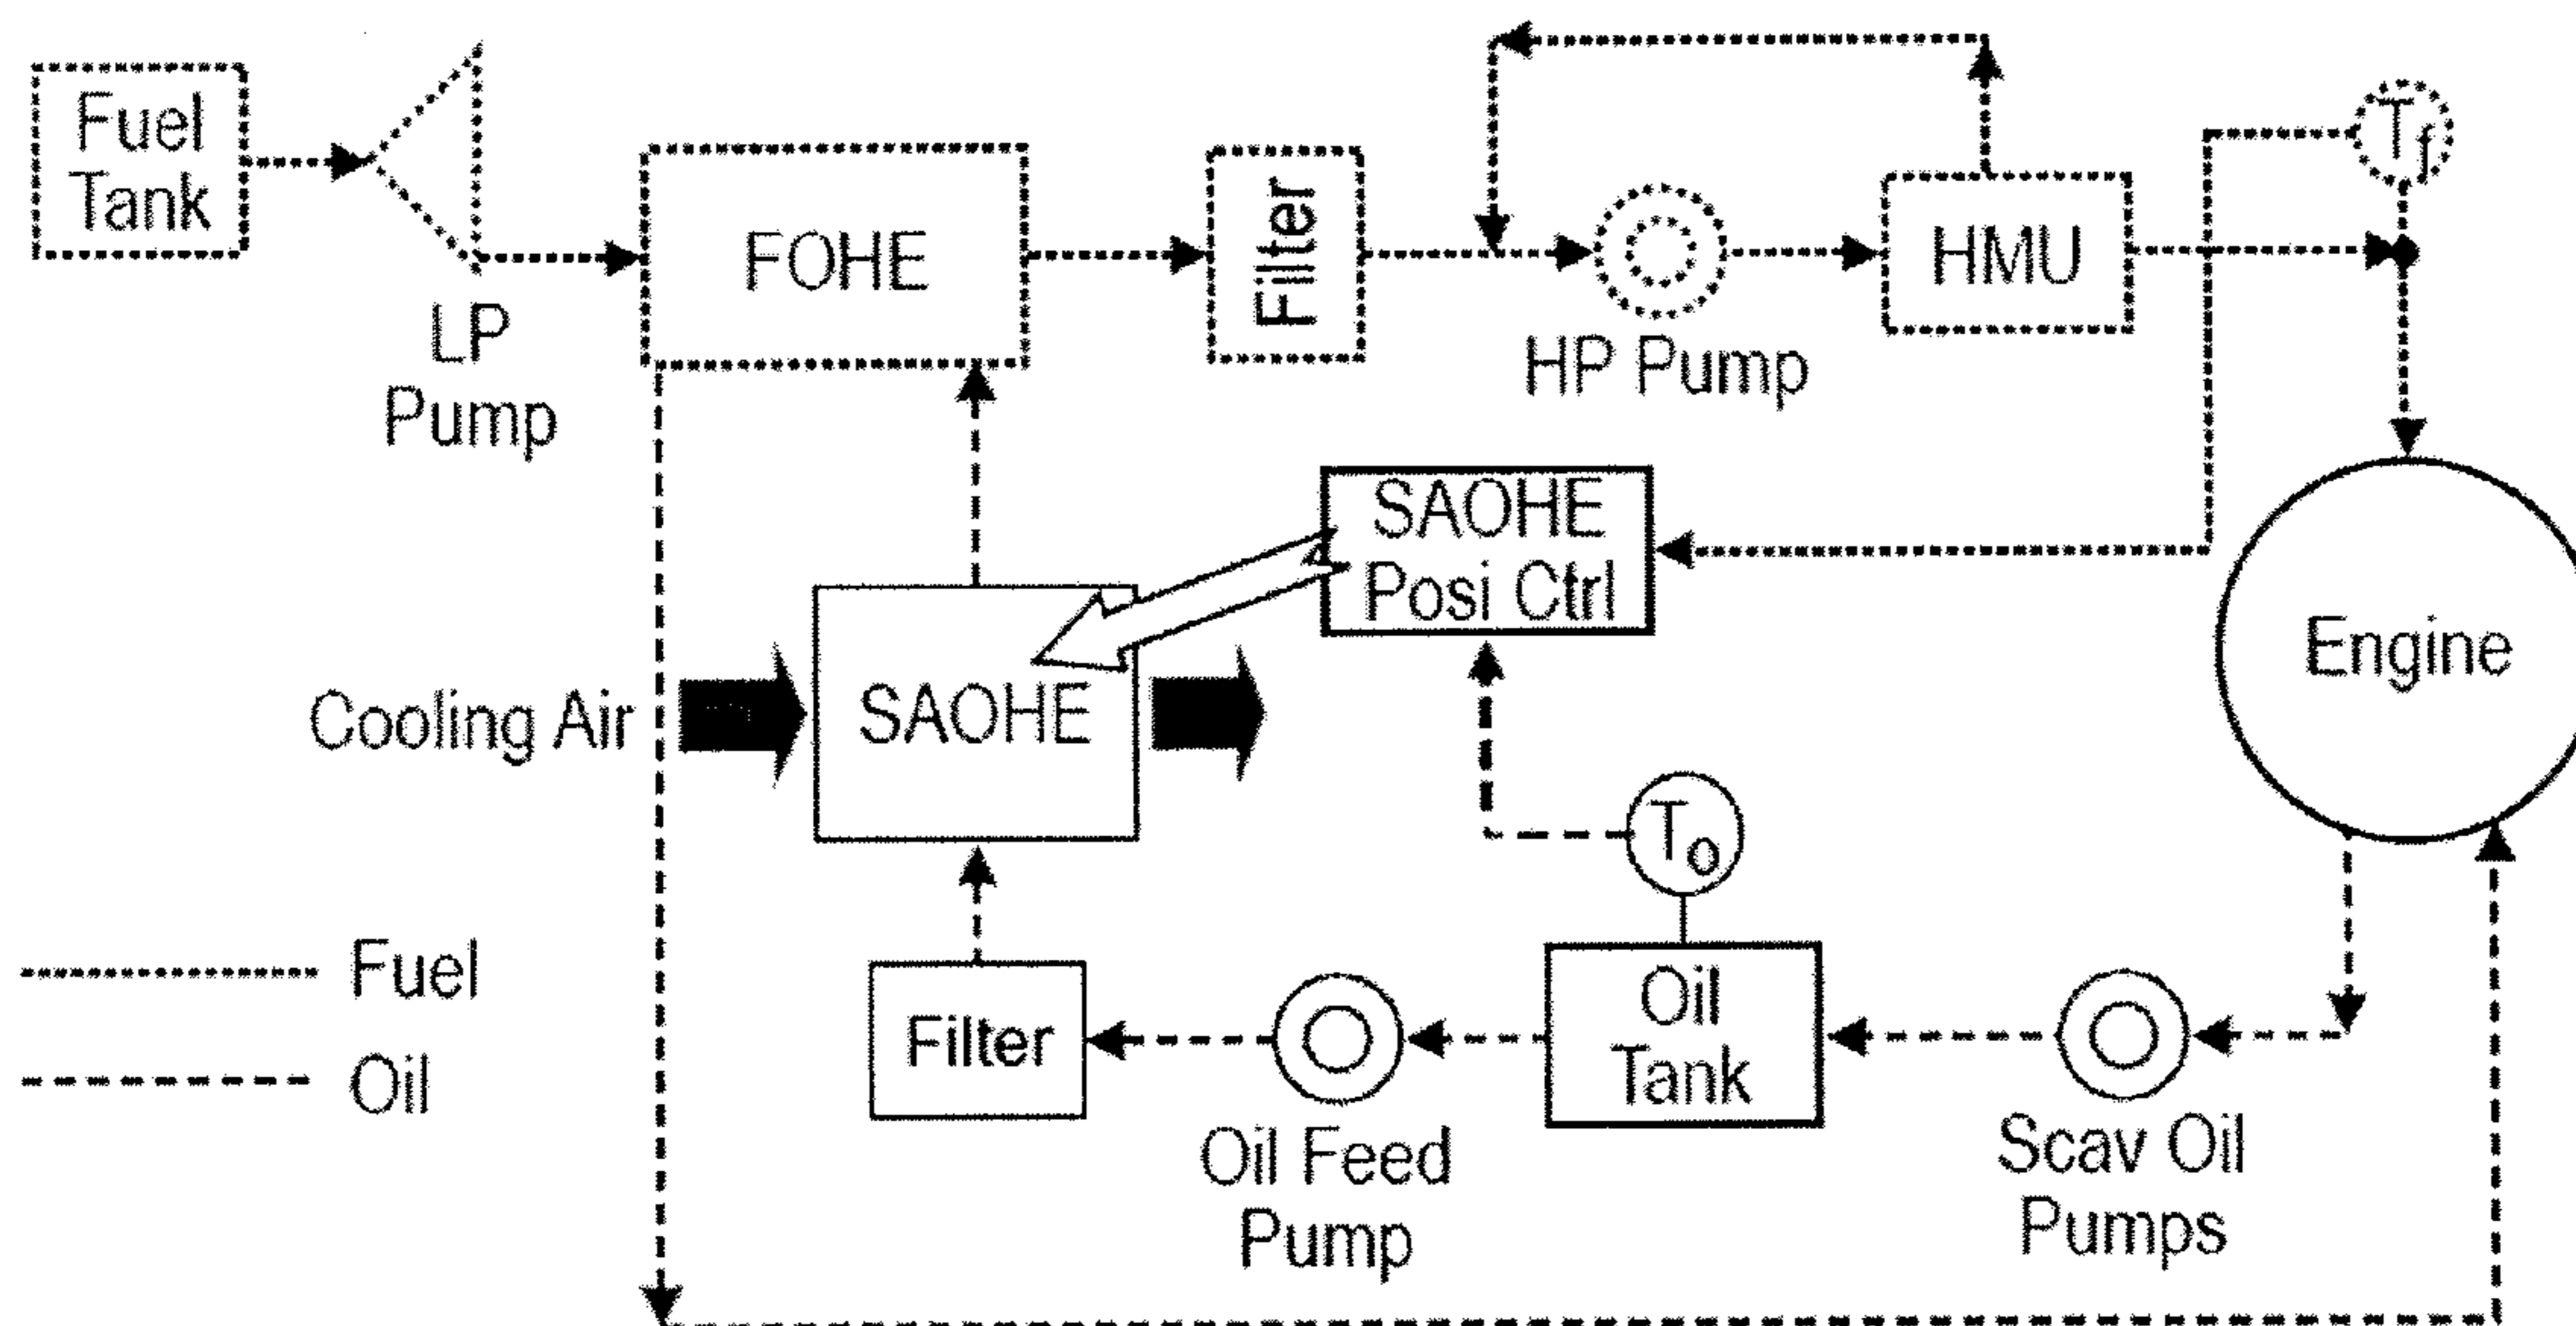 Fuel
Tank
LP
Pump
FOHE
Filter
HP Pump
HMU
Tf
SAOHE
Posi Ctrl
Engine
Cooling Air
SAOHE
To
Fuel
Oil
Filter
Oil Feed
Pump
Oil
Tank
Scav Oil
Pumps